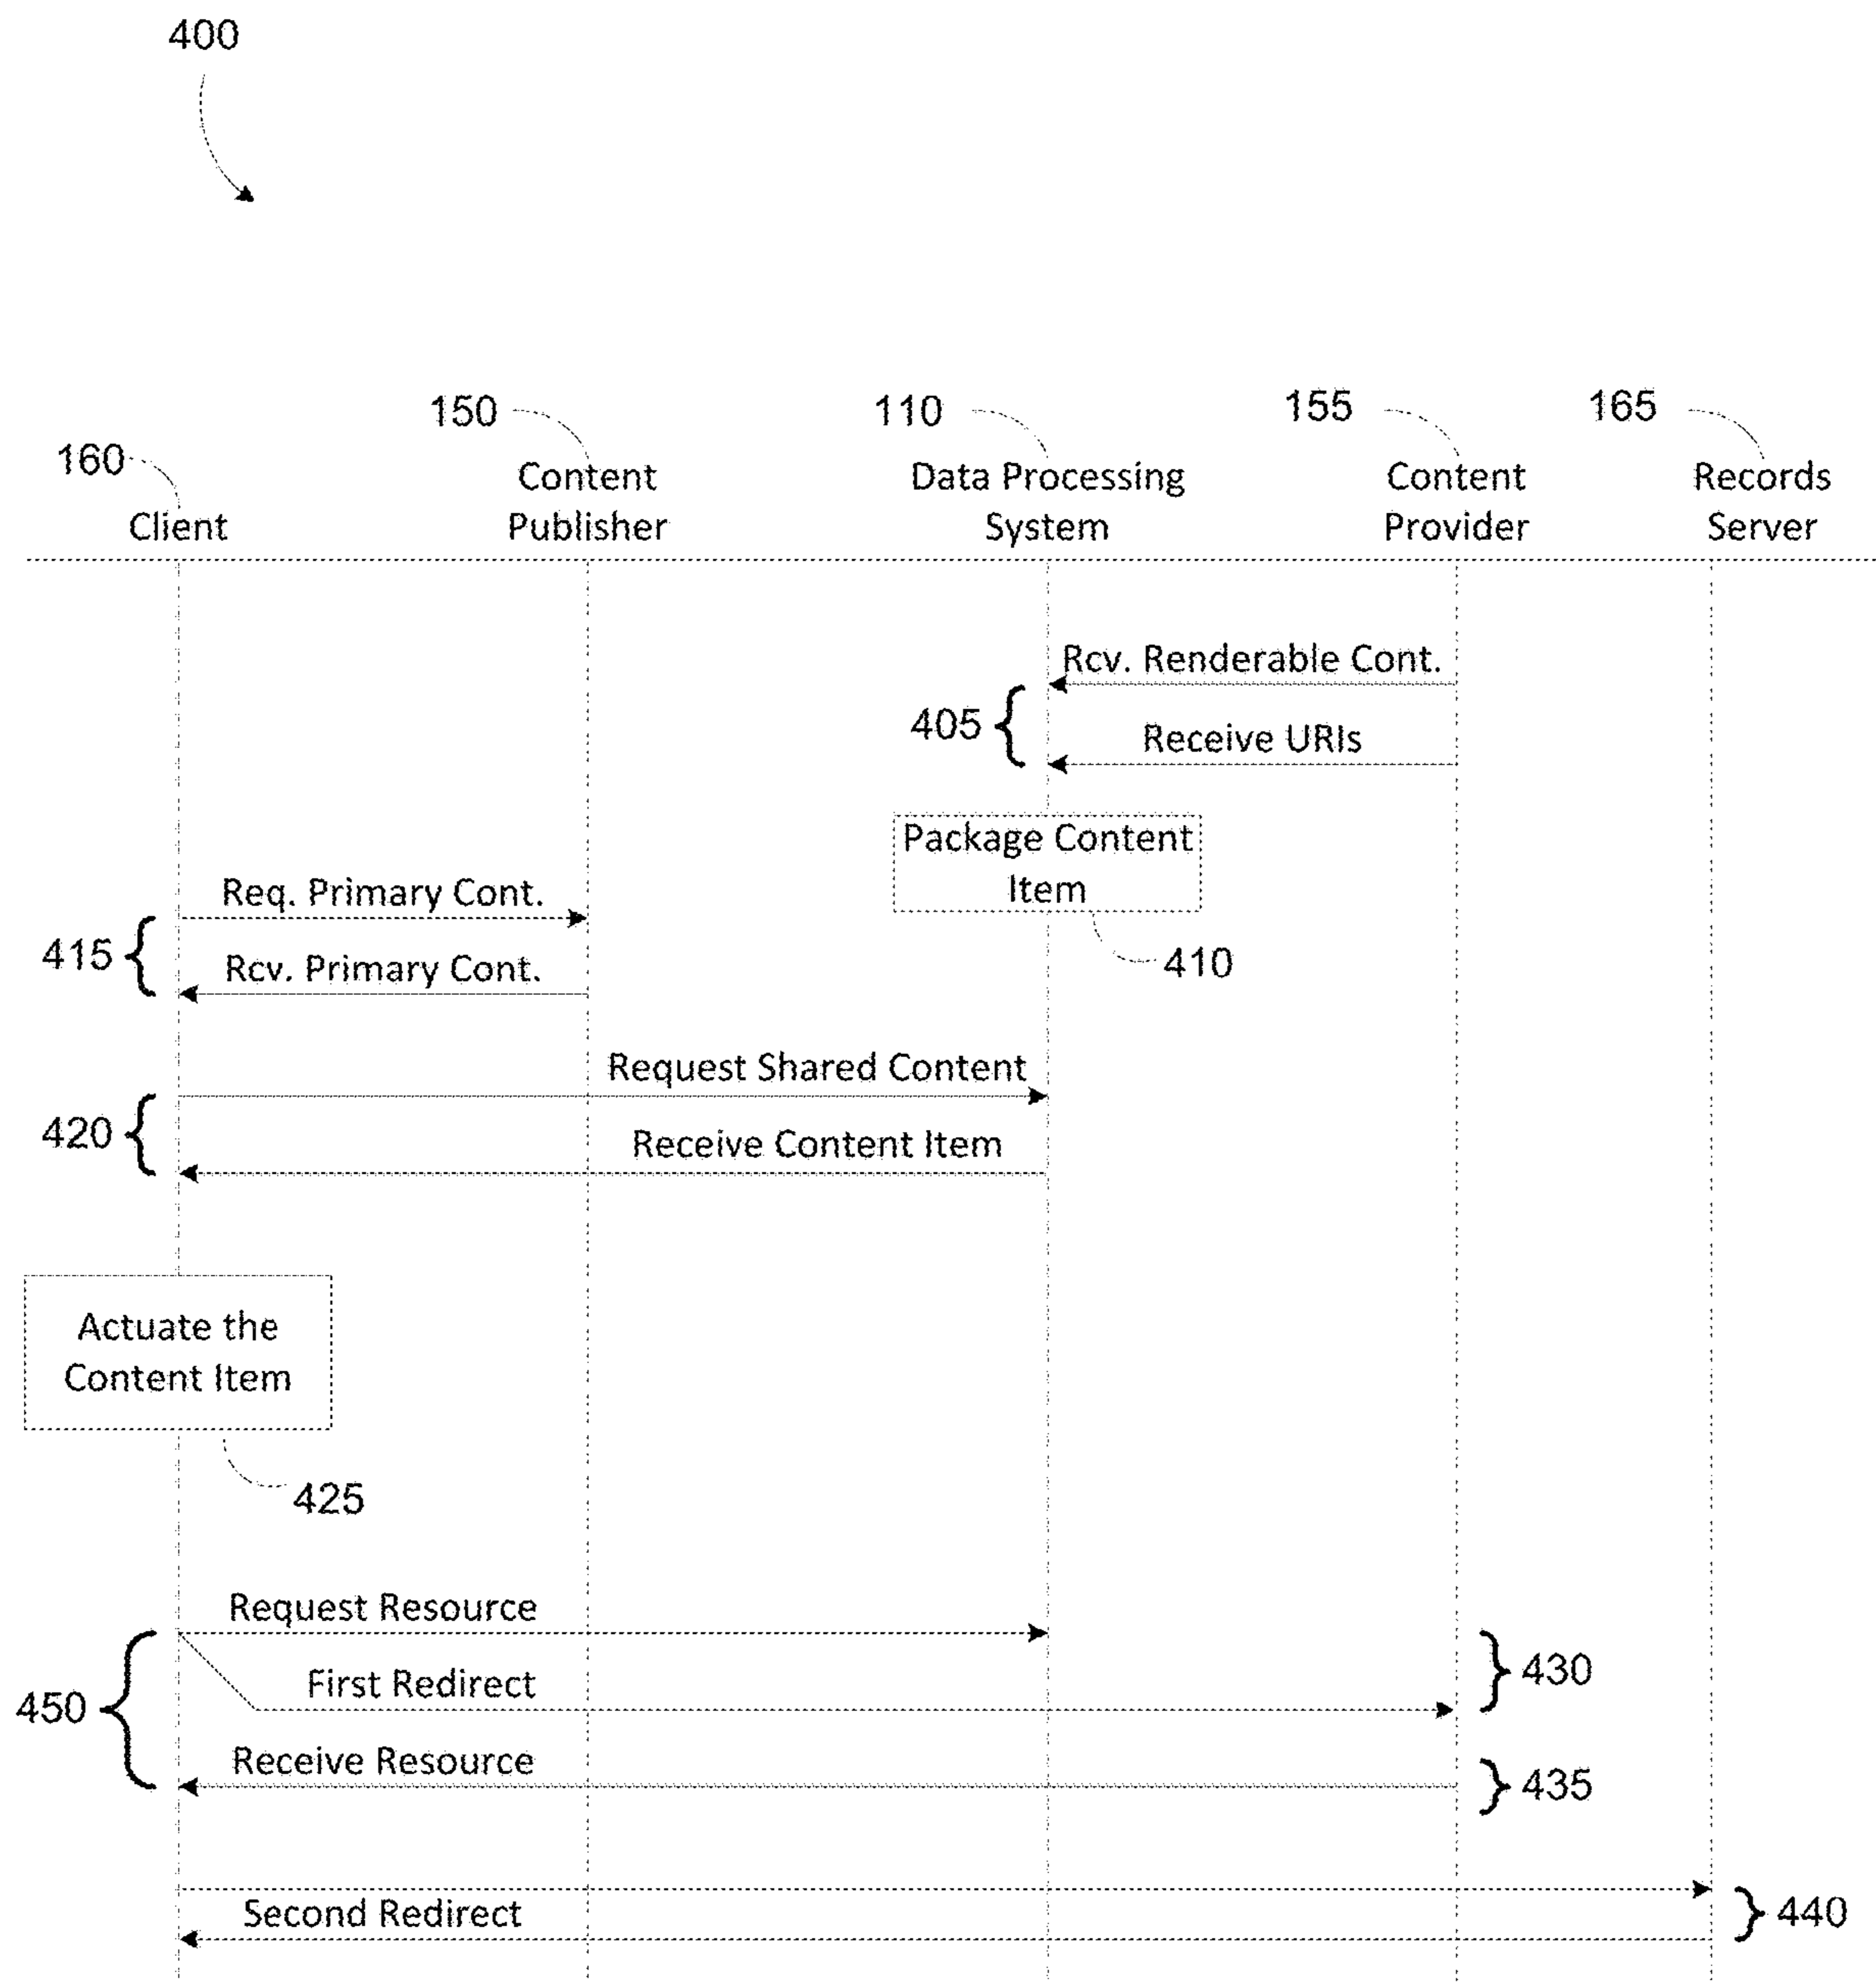 400
150
110
155
165
160
Content
Data Processing
Content
Records
Client
Publisher
System
Provider
Server
Rcv. Renderable Cont.
405
Receive URIs
Package Content
Item
Req. Primary Cont.
415
410
Rcv. Primary Cont.
Request Shared Content
420
Receive Content Item
Actuate the
Content Item
425
Request Resource
430
First Redirect
450
Receive Resource
435
Second Redirect
440